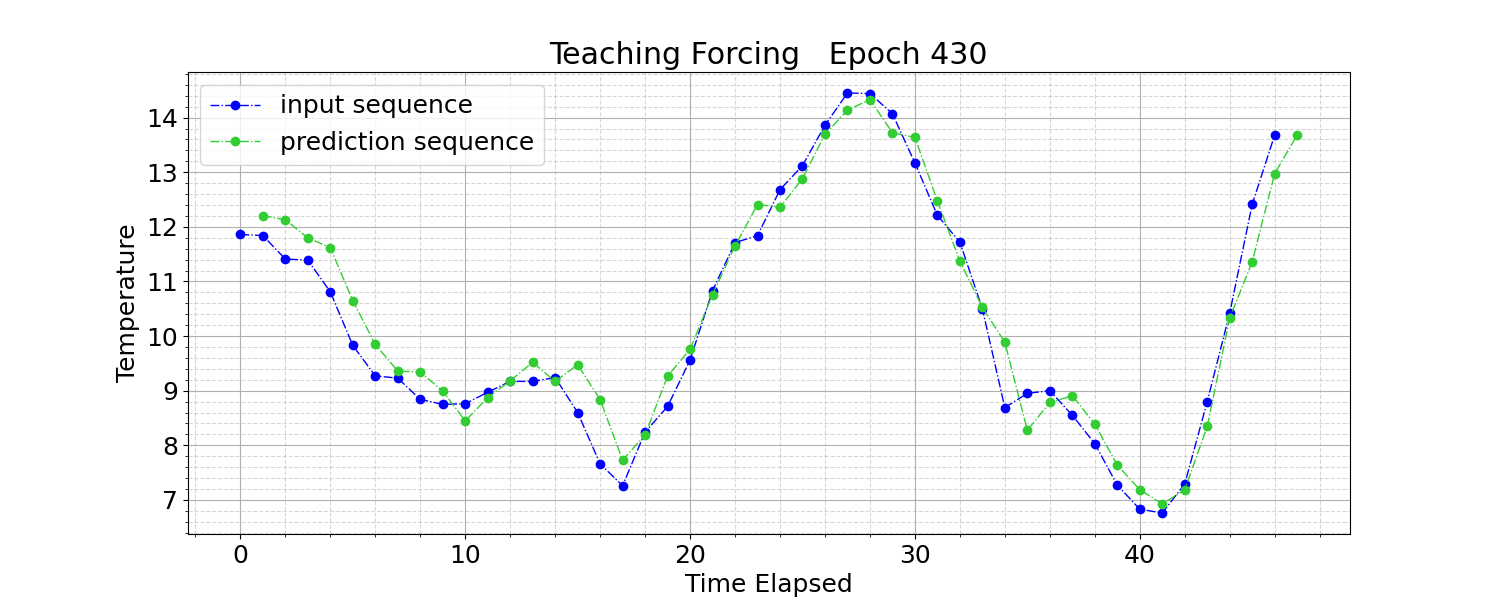 Teaching Forcing   Epoch 430
input sequence
prediction sequence
14
13
12
11
10
9
8
7
Temperature
0 10 20 30 40
Time Elapsed